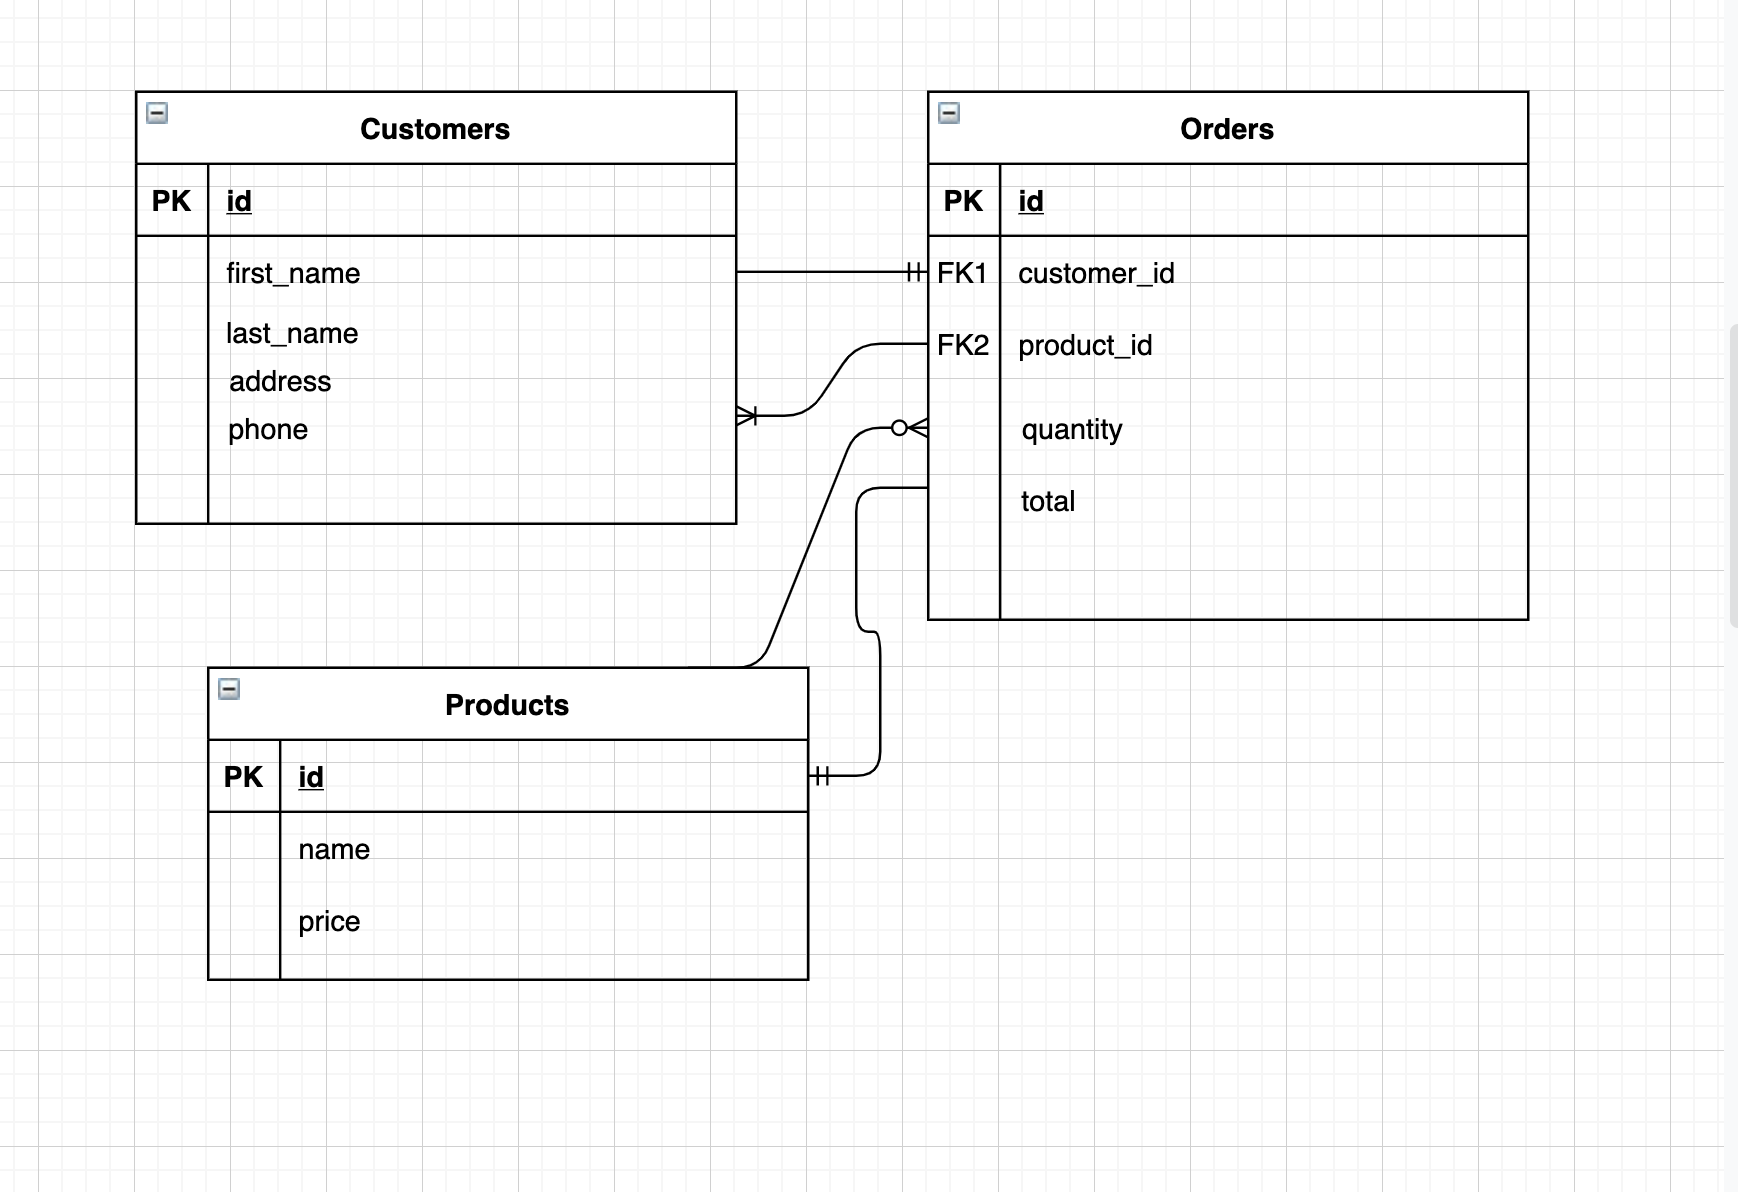 Customers
PK id
first_name
last_name
address
phone
Orders
PK id
FK1 customer_id
FK2 product_id
quantity
total
Products
PK id
name
price